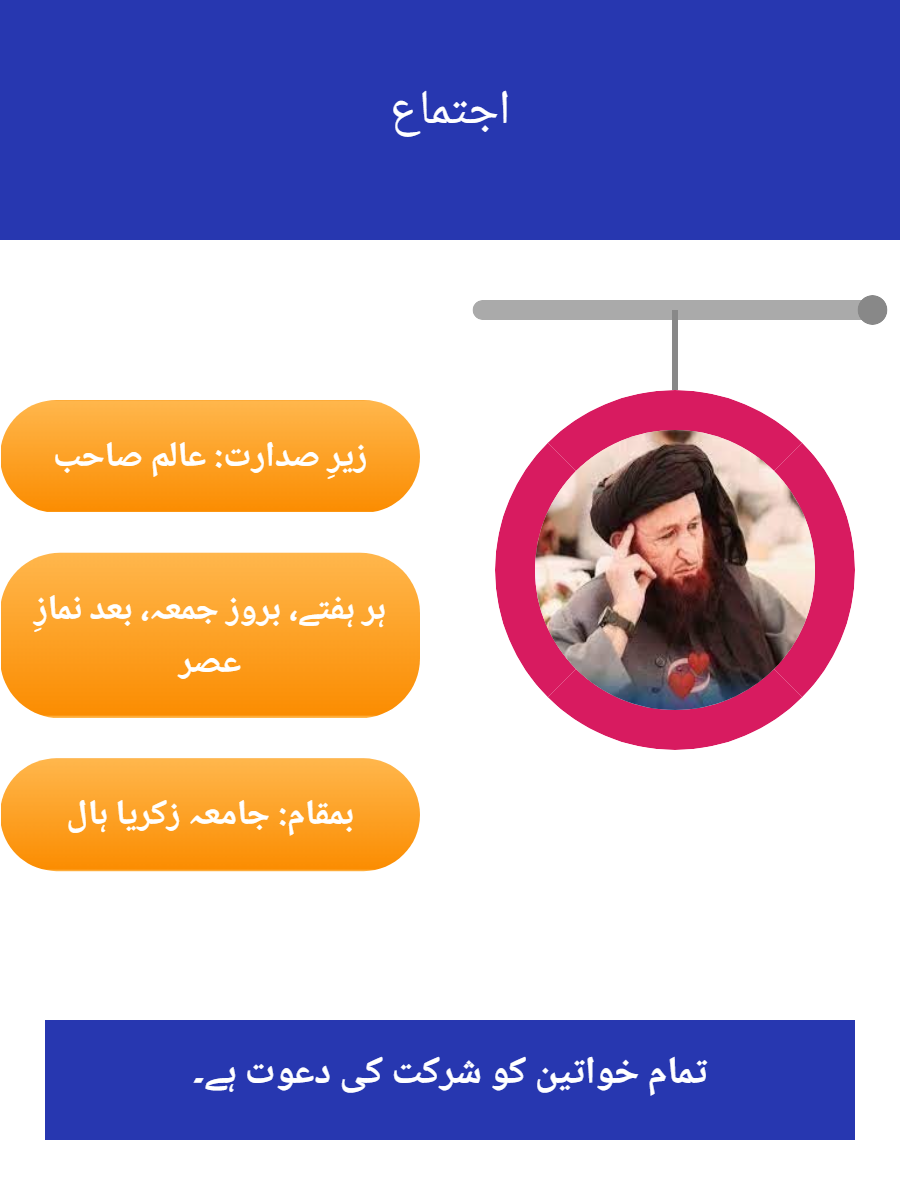 اجتماع
زیرِ صدارت: عالم صاحب
ہر ہفتے، بروز جمعہ، بعد نمازِ
عصر
بمقام: جامعہ زکریا ہال
تمام خواتین کو شرکت کی دعوت ہے۔